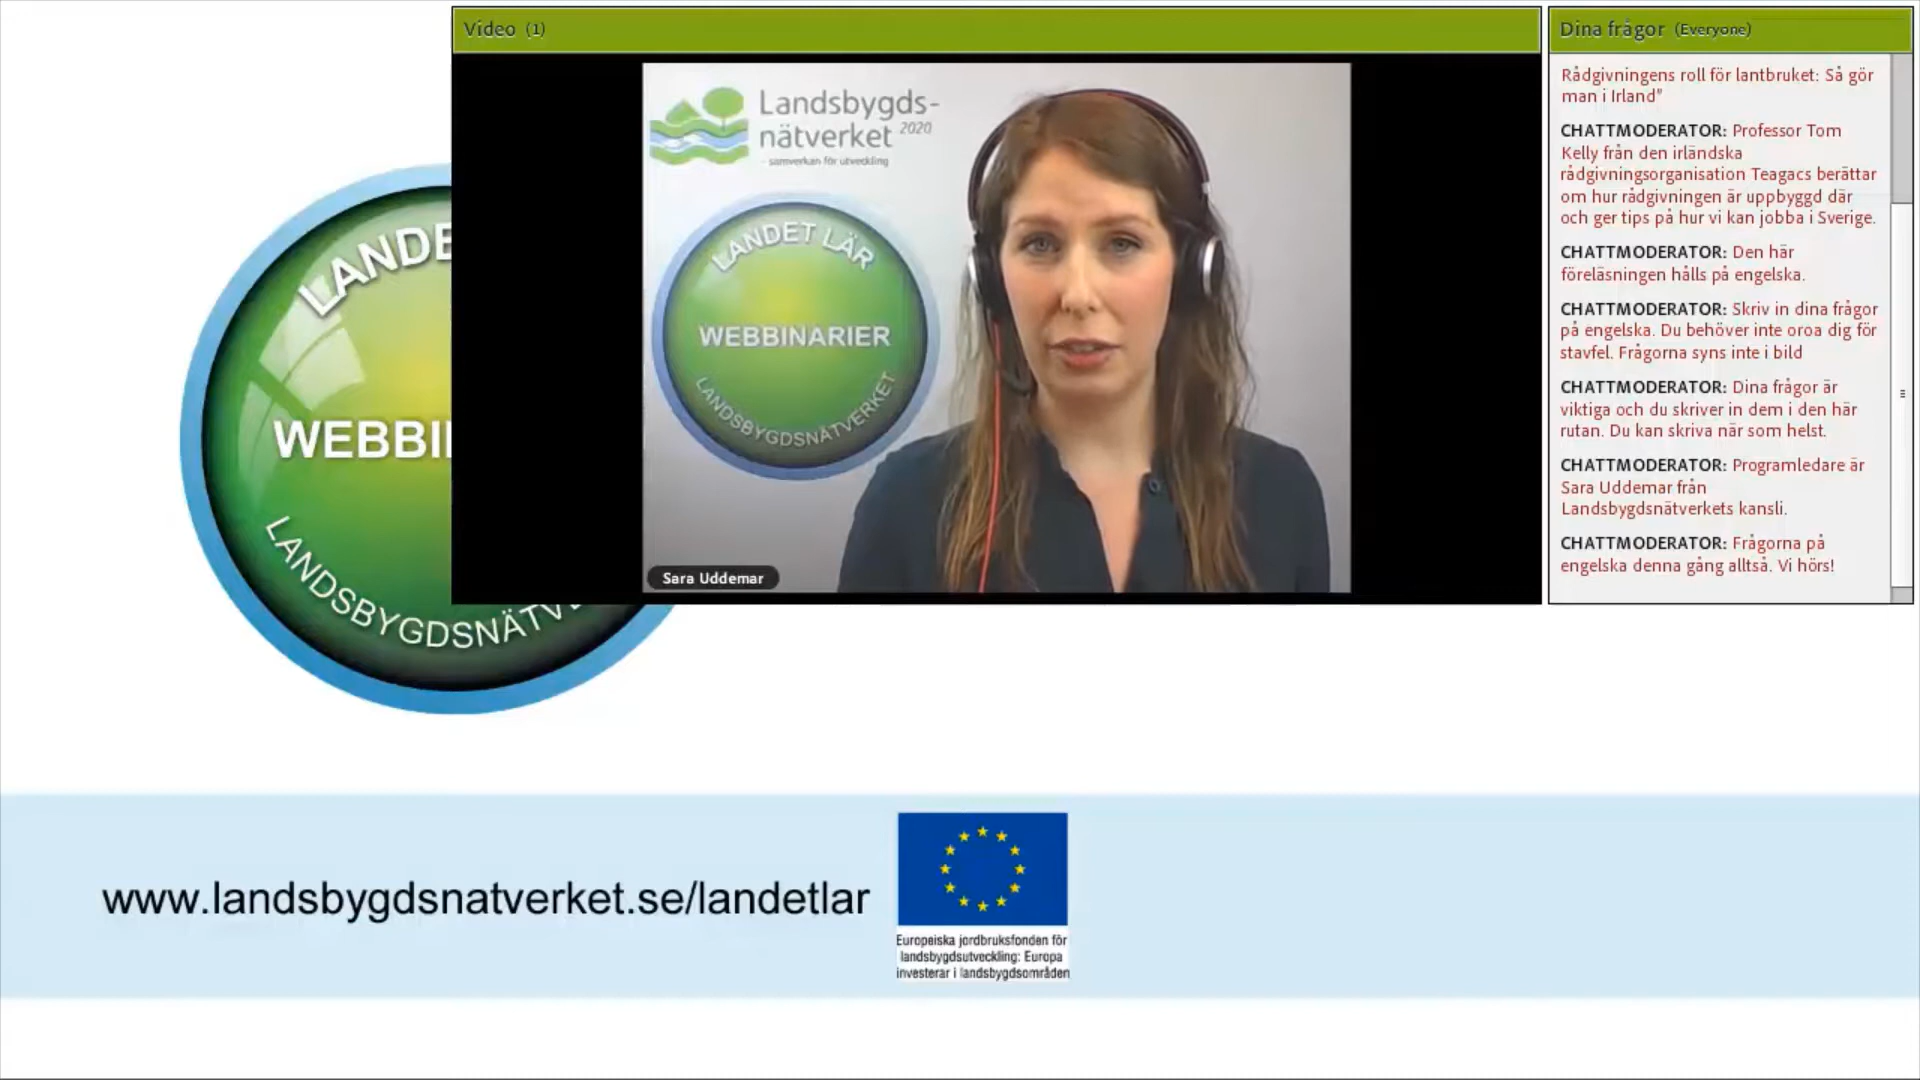 Video (1)
Landsbygds-
nätverket 2020
- samverkan för utveckling
LANDET LÄR
WEBBINARIER
LANDSBYGDSNÄTVERKET
Sara Uddemar
Dina frågor (Everyone)
Rådgivningens roll för lantbruket: Så gör
man i Irland"
CHATTMODERATOR: Professor Tom
Kelly från den irländska
rådgivningsorganisation Teagacs berättar
om hur rådgivningen är uppbyggd där
och ger tips på hur vi kan jobba i Sverige.
CHATTMODERATOR: Den här
föreläsningen hålls på engelska.
CHATTMODERATOR: Skriv in dina frågor
på engelska. Du behöver inte oroa dig för
stavfel. Frågorna syns inte i bild
CHATTMODERATOR: Dina frågor är
viktiga och du skriver in dem i den här
rutan. Du kan skriva när som helst.
CHATTMODERATOR: Programledare är
Sara Uddemar från
Landsbygdsnätverkets kansli.
CHATTMODERATOR: Frågorna på
engelska denna gång alltså. Vi hörs!
LANDE
WEBBI
LANDSBYGDSNÄTV
www.landsbygdsnatverket.se/landetlar
Europeiska jordbruksfonden för
landsbygdsutveckling: Europa
investerar i landsbygdsområden